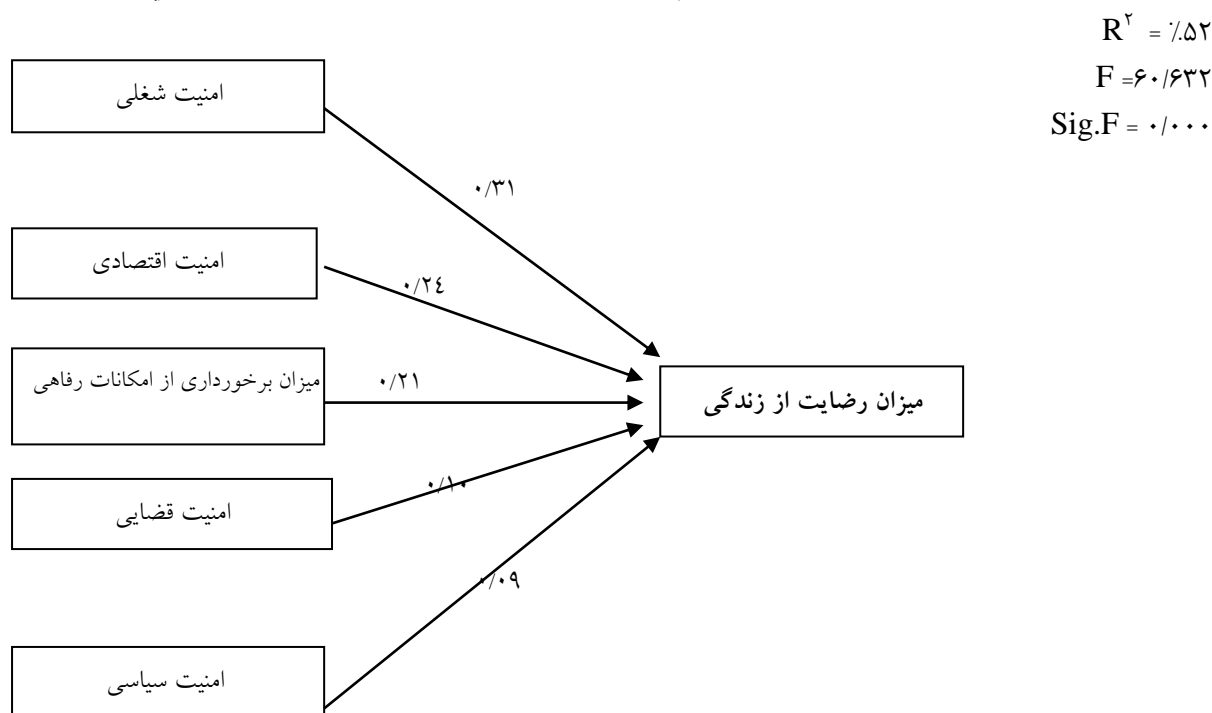 R² = ٪۵۲
F =۶۰/۶۳۲
Sig.F = ۰/۰۰۰
امنیت شغلی
۰/۳۱
امنیت اقتصادی
۰/۲٤
میزان برخورداری از امکانات رفاهی
۰/۲۱
میزان رضایت از زندگی
امنیت قضایی
۰/۱۰
۰/۰۹
امنیت سیاسی